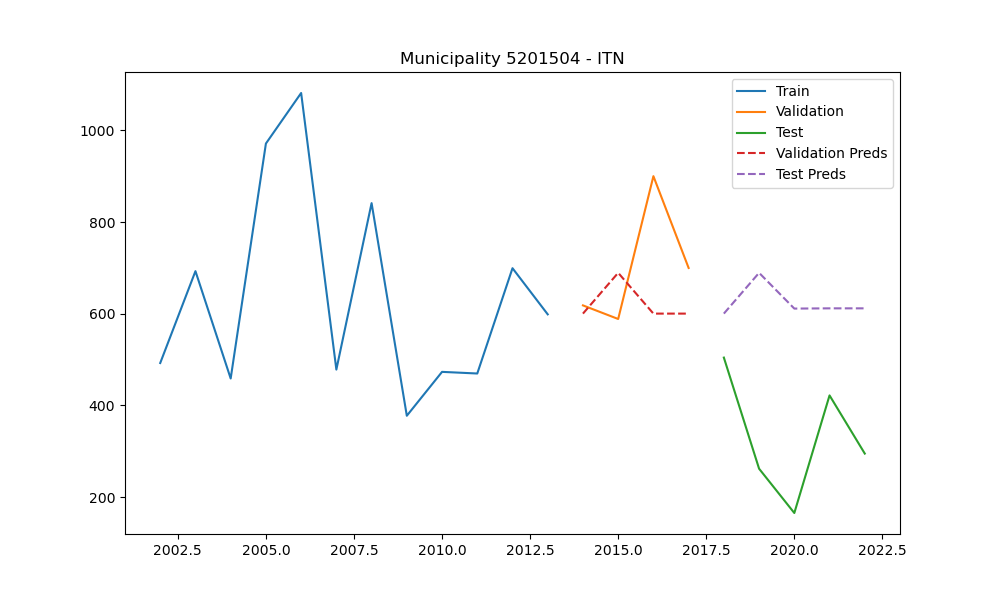 Municipality 5201504 - ITN
Train
Validation
Test
Validation Preds
Test Preds
1000
800
600
400
200
2002.5 2005.0 2007.5 2010.0 2012.5 2015.0 2017.5 2020.0 2022.5